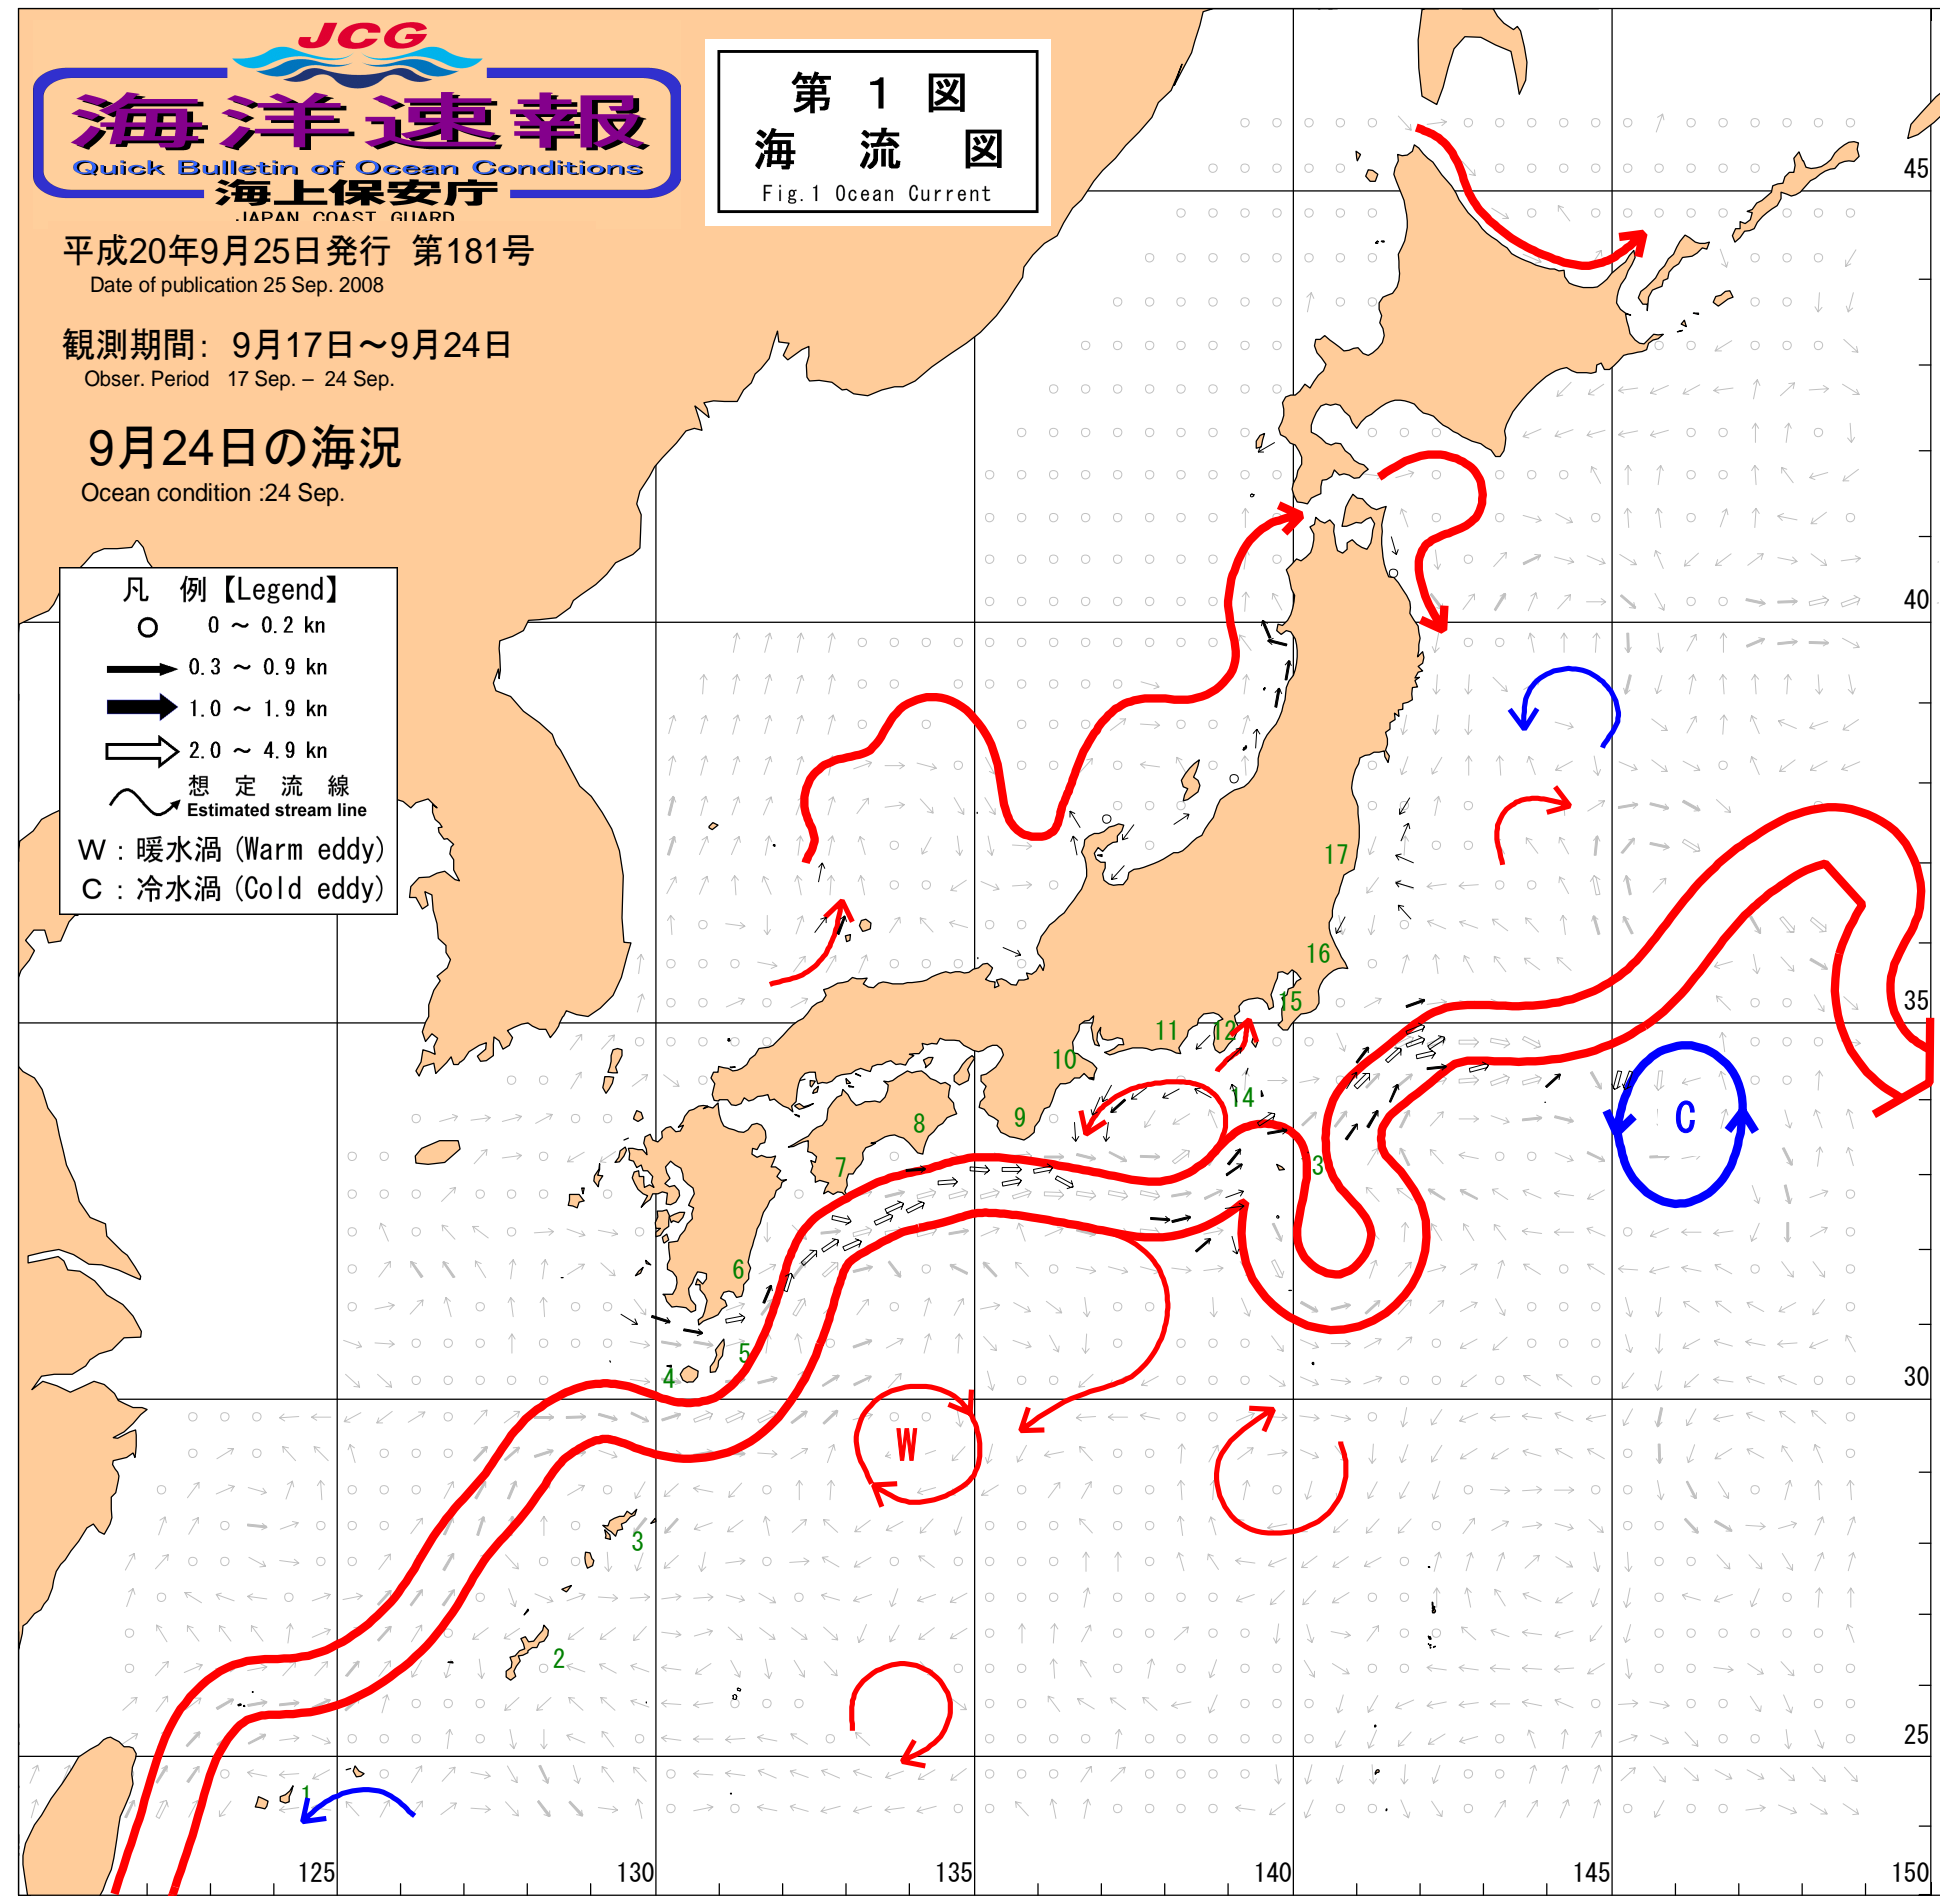 JCG
海洋速報
Quick Bulletin of Ocean Conditions
海上保安庁
JAPAN COAST GUARD
第 1 図
海 流 図
Fig.1 Ocean Current
平成20年9月25日発行 第181号
Date of publication 25 Sep. 2008
観測期間: 9月17日～9月24日
Obser. Period 17 Sep. – 24 Sep.
9月24日の海況
Ocean condition :24 Sep.
凡 例【Legend】
0 ～ 0.2 kn
0.3 ～ 0.9 kn
1.0 ～ 1.9 kn
2.0 ～ 4.9 kn
想 定 流 線
Estimated stream line
W : 暖水渦 (Warm eddy)
C : 冷水渦 (Cold eddy)
45
40
17
16
35
15
12
11
10
14
C
9
8
7
3
6
5
4
30
W
3
2
25
1
125
130
135
140
145
150